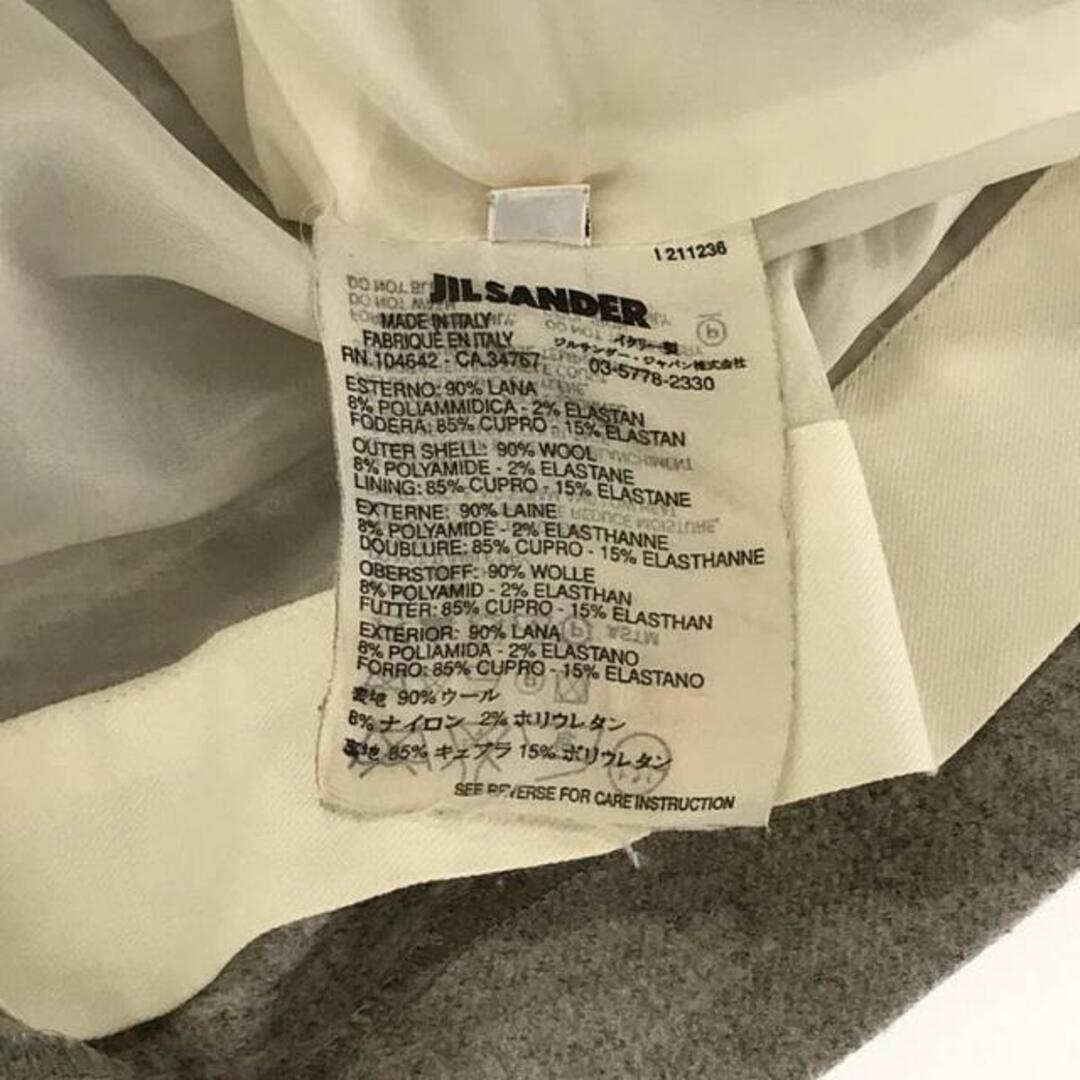 I 211236
JIL SANDER
MADE IN ITALY
イタリー製
FABRIQUÉ EN ITALY
ジルサンダー・ジャパン株式会社
RN.104642 - CA.34767
03-5778-2330
ESTERNO: 90% LANA
8% POLIAMMIDICA - 2% ELASTAN
FODERA: 85% CUPRO - 15% ELASTAN
OUTER SHELL: 90% WOOL
8% POLYAMIDE - 2% ELASTANE
LINING: 85% CUPRO - 15% ELASTANE
EXTERNE: 90% LAINE
8% POLYAMIDE - 2% ELASTHANNE
DOUBLURE: 85% CUPRO - 15% ELASTHANNE
OBERSTOFF: 90% WOLLE
8% POLYAMID - 2% ELASTHAN
FUTTER: 85% CUPRO - 15% ELASTHAN
EXTERIOR: 90% LANA
8% POLIAMIDA - 2% ELASTANO
FORRO: 85% CUPRO - 15% ELASTANO
表地 90% ウール
8% ナイロン 2% ポリウレタン
裏地 85% キュプラ 15% ポリウレタン
SEE REVERSE FOR CARE INSTRUCTION